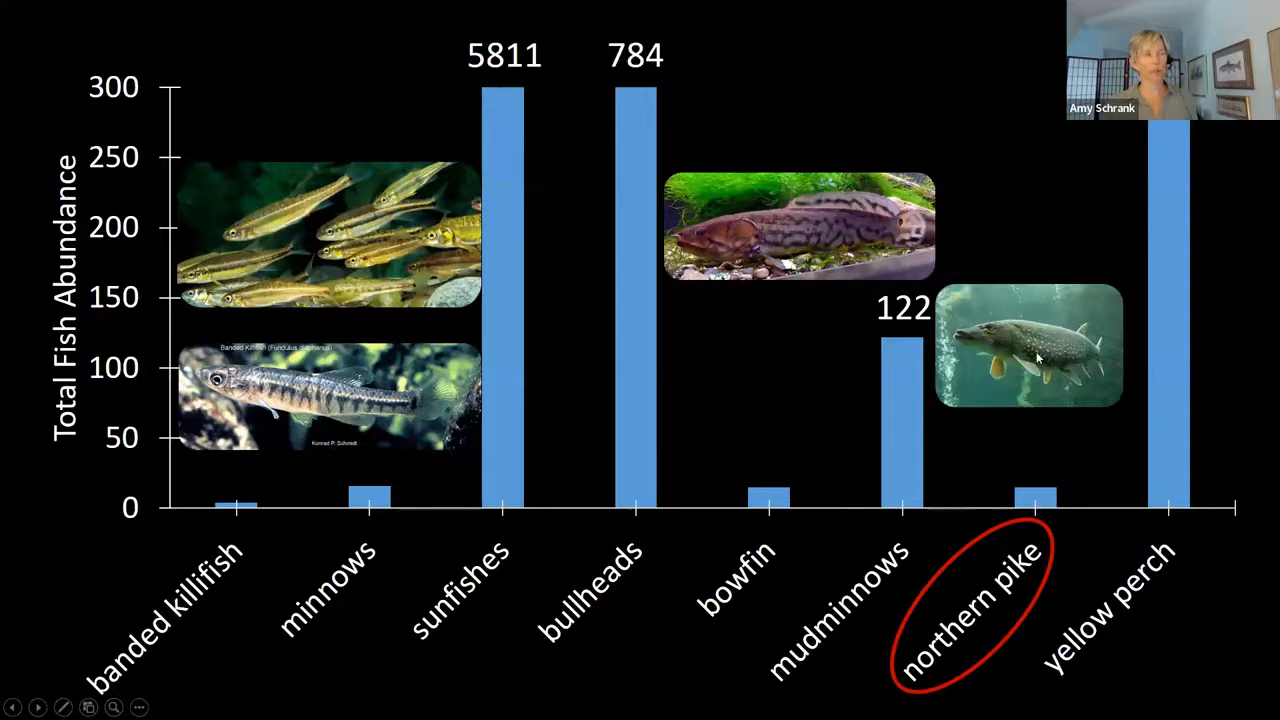 5811
784
Amy Schrank
300
250
200
150
100
50
0
Total Fish Abundance
122
Banded Killifish (Fundulus diaphanus)
Konrad P. Schmidt
banded killifish
minnows
sunfishes
bullheads
bowfin
mudminnows
northern pike
yellow perch